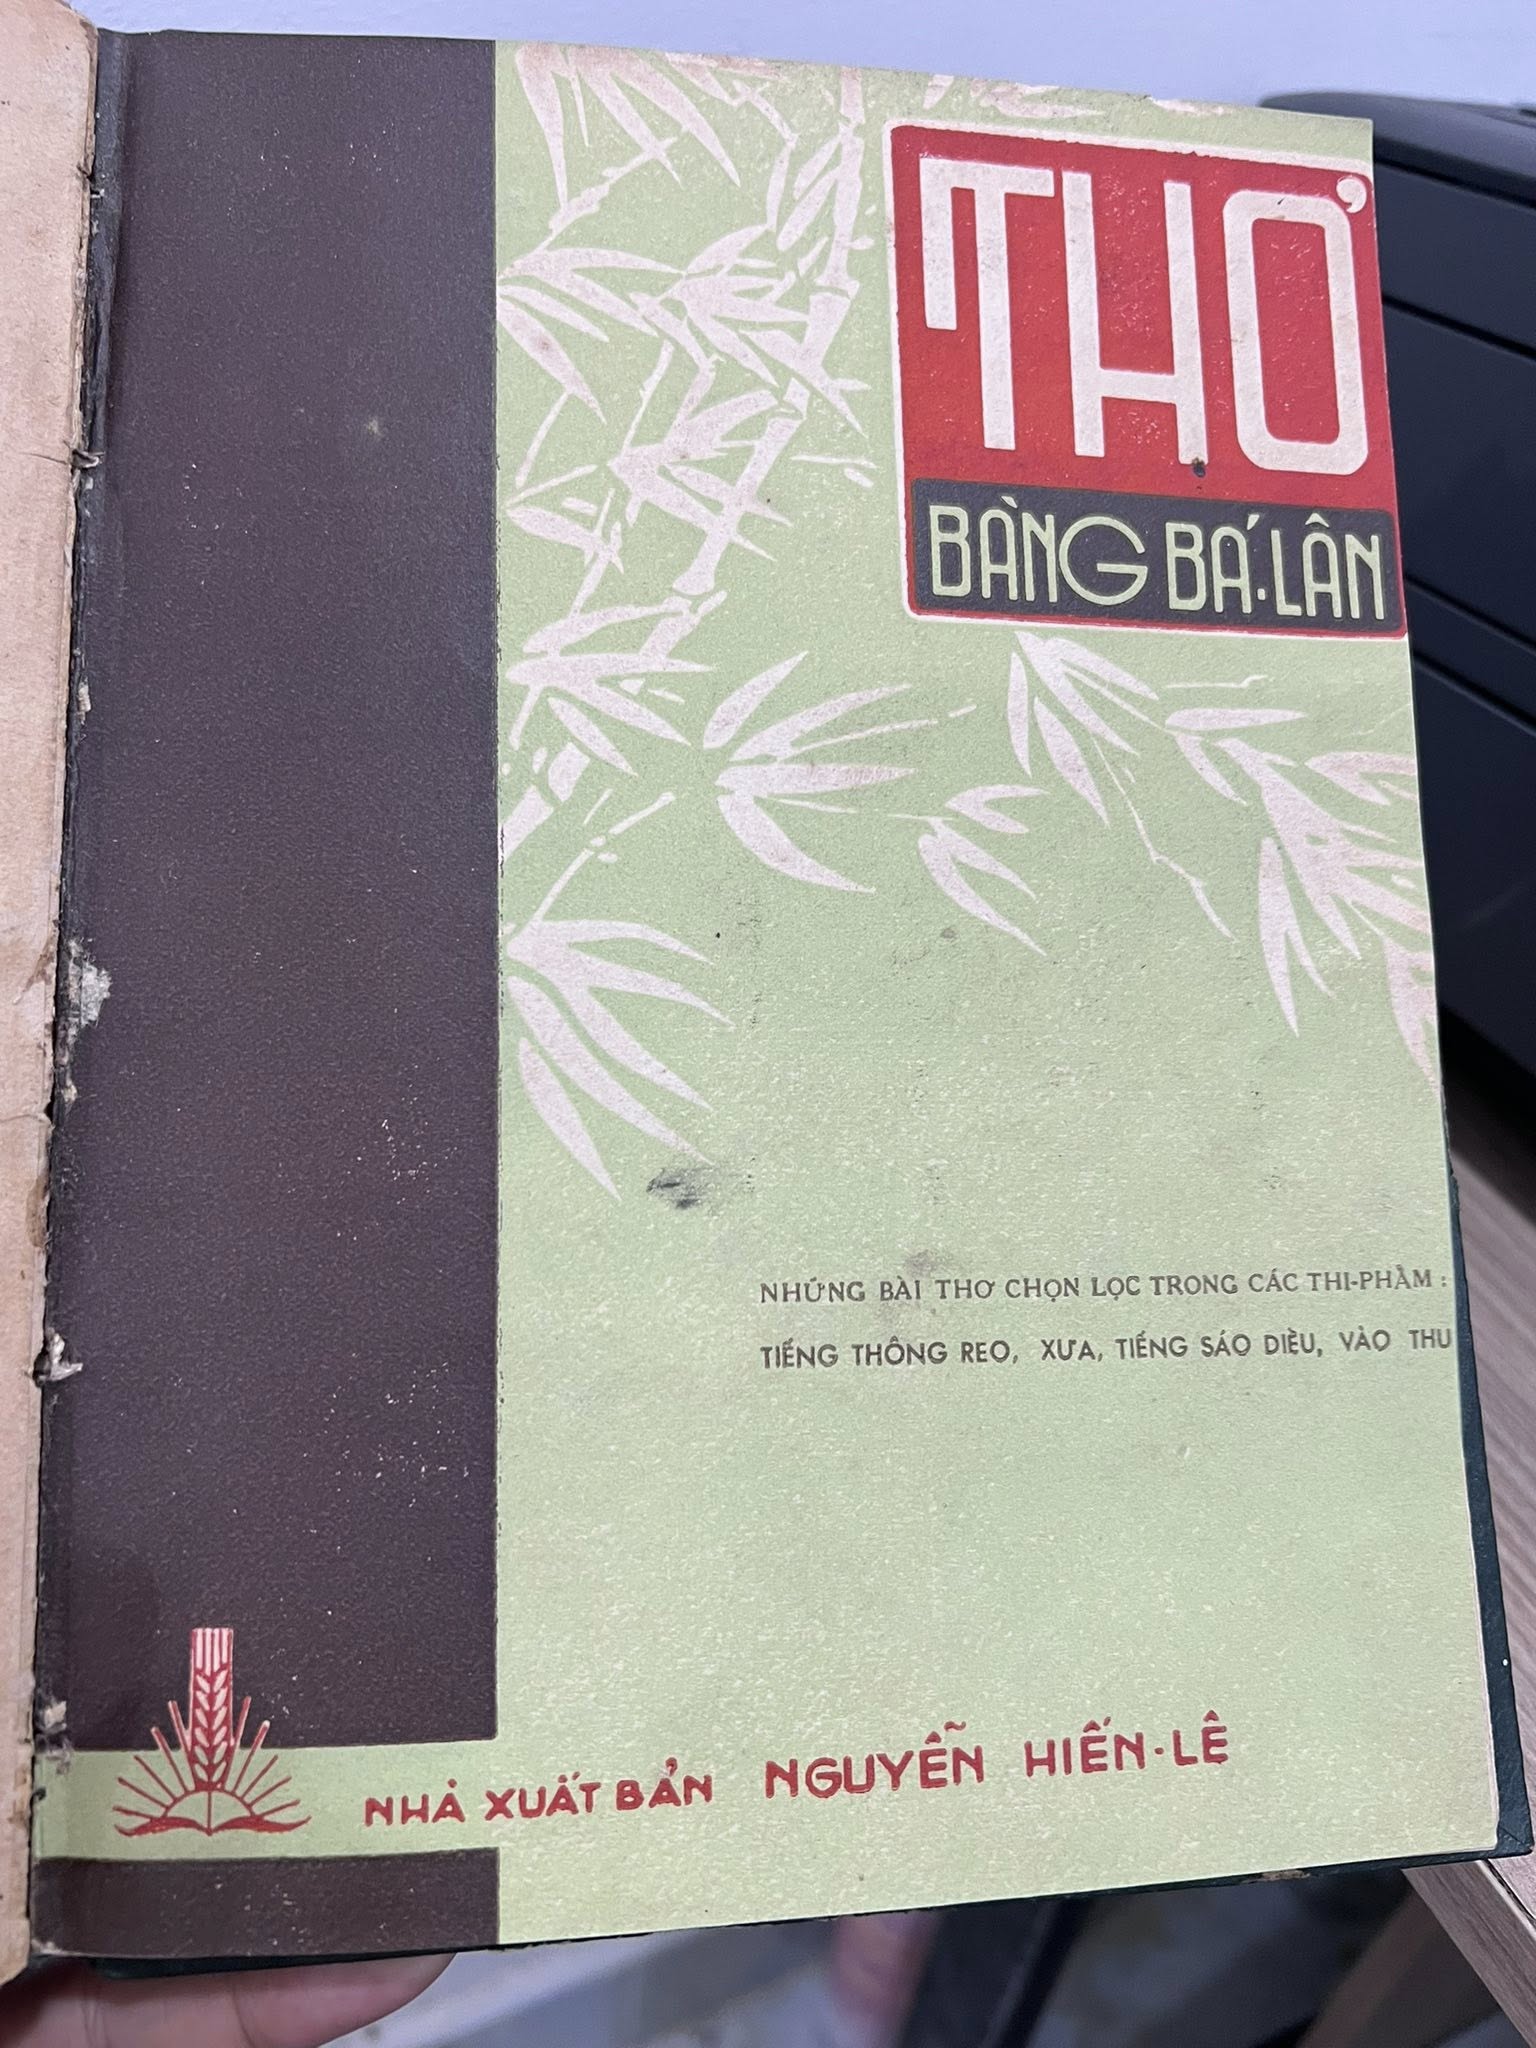 THƠ
BÀNG BÁ·LÂN
NHỮNG BÀI THƠ CHỌN LỌC TRONG CÁC THI-PHẨM :
TIẾNG THÔNG REO, XƯA, TIẾNG SÁO DIỀU, VÀO THU
NHÀ XUẤT BẢN NGUYỄN HIẾN·LÊ